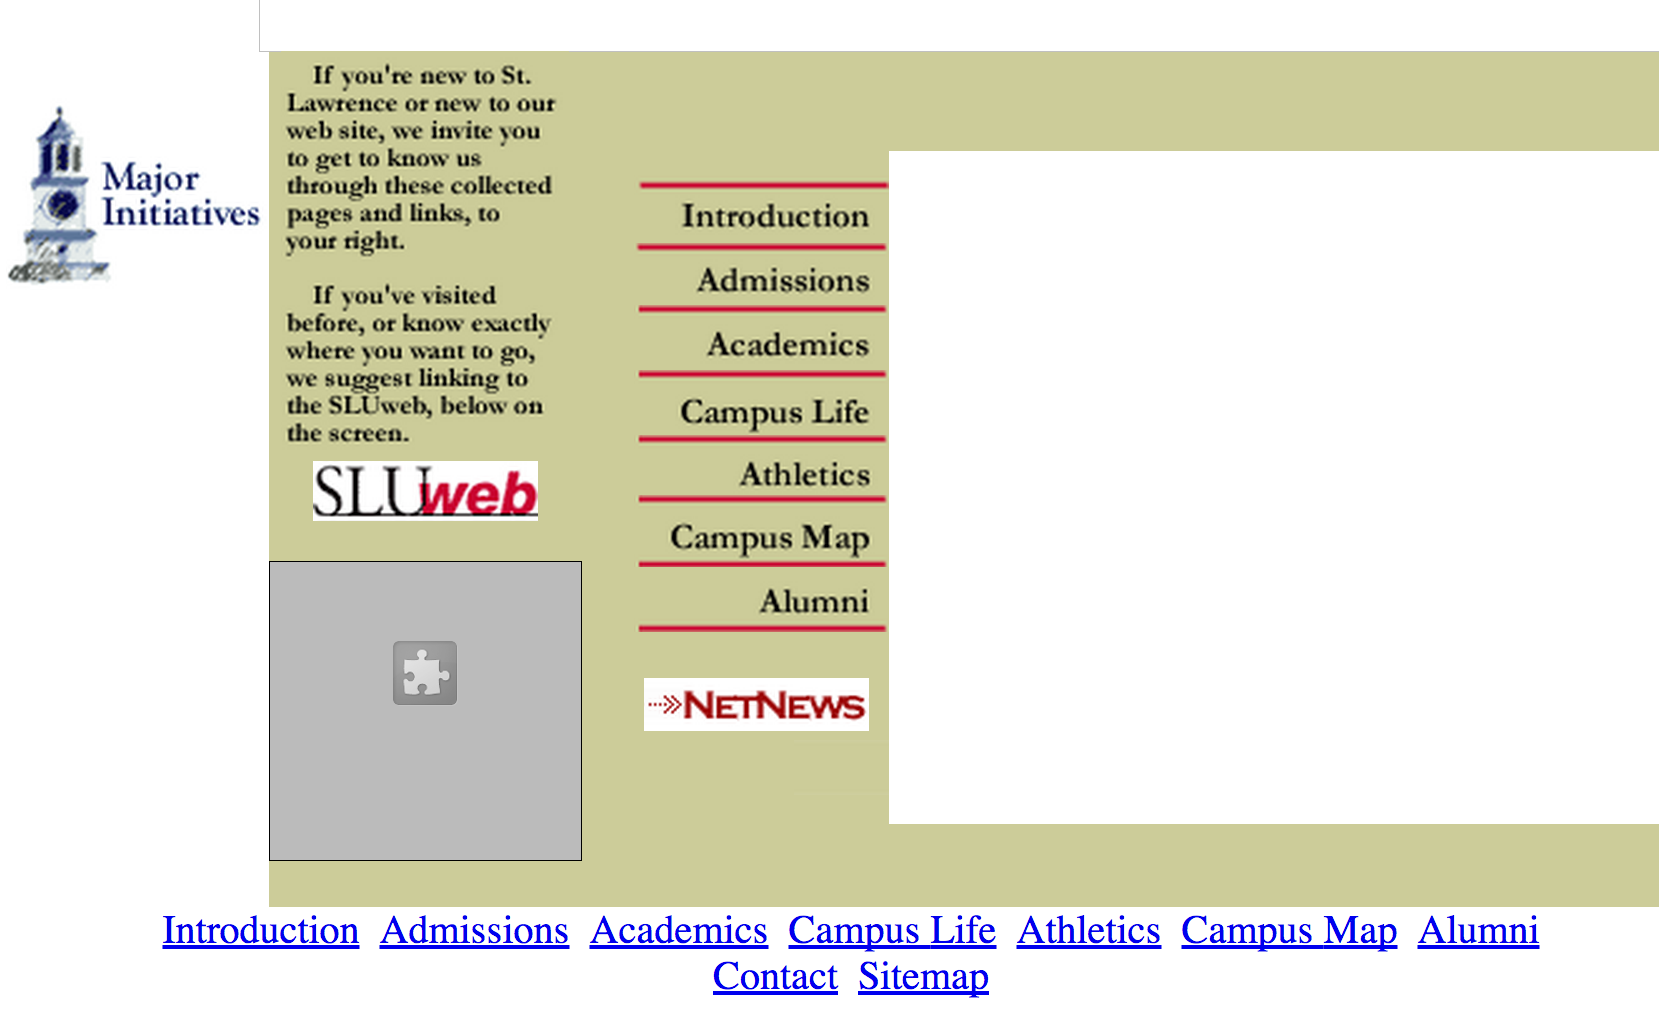 Major
Initiatives
If you're new to St.
Lawrence or new to our
web site, we invite you
to get to know us
through these collected
pages and links, to
your right.
If you've visited
before, or know exactly
where you want to go,
we suggest linking to
the SLUweb, below on
the screen.
SLUweb
Introduction
Admissions
Academics
Campus Life
Athletics
Campus Map
Alumni
NETNEWS
Introduction Admissions Academics Campus Life Athletics Campus Map Alumni
Contact Sitemap